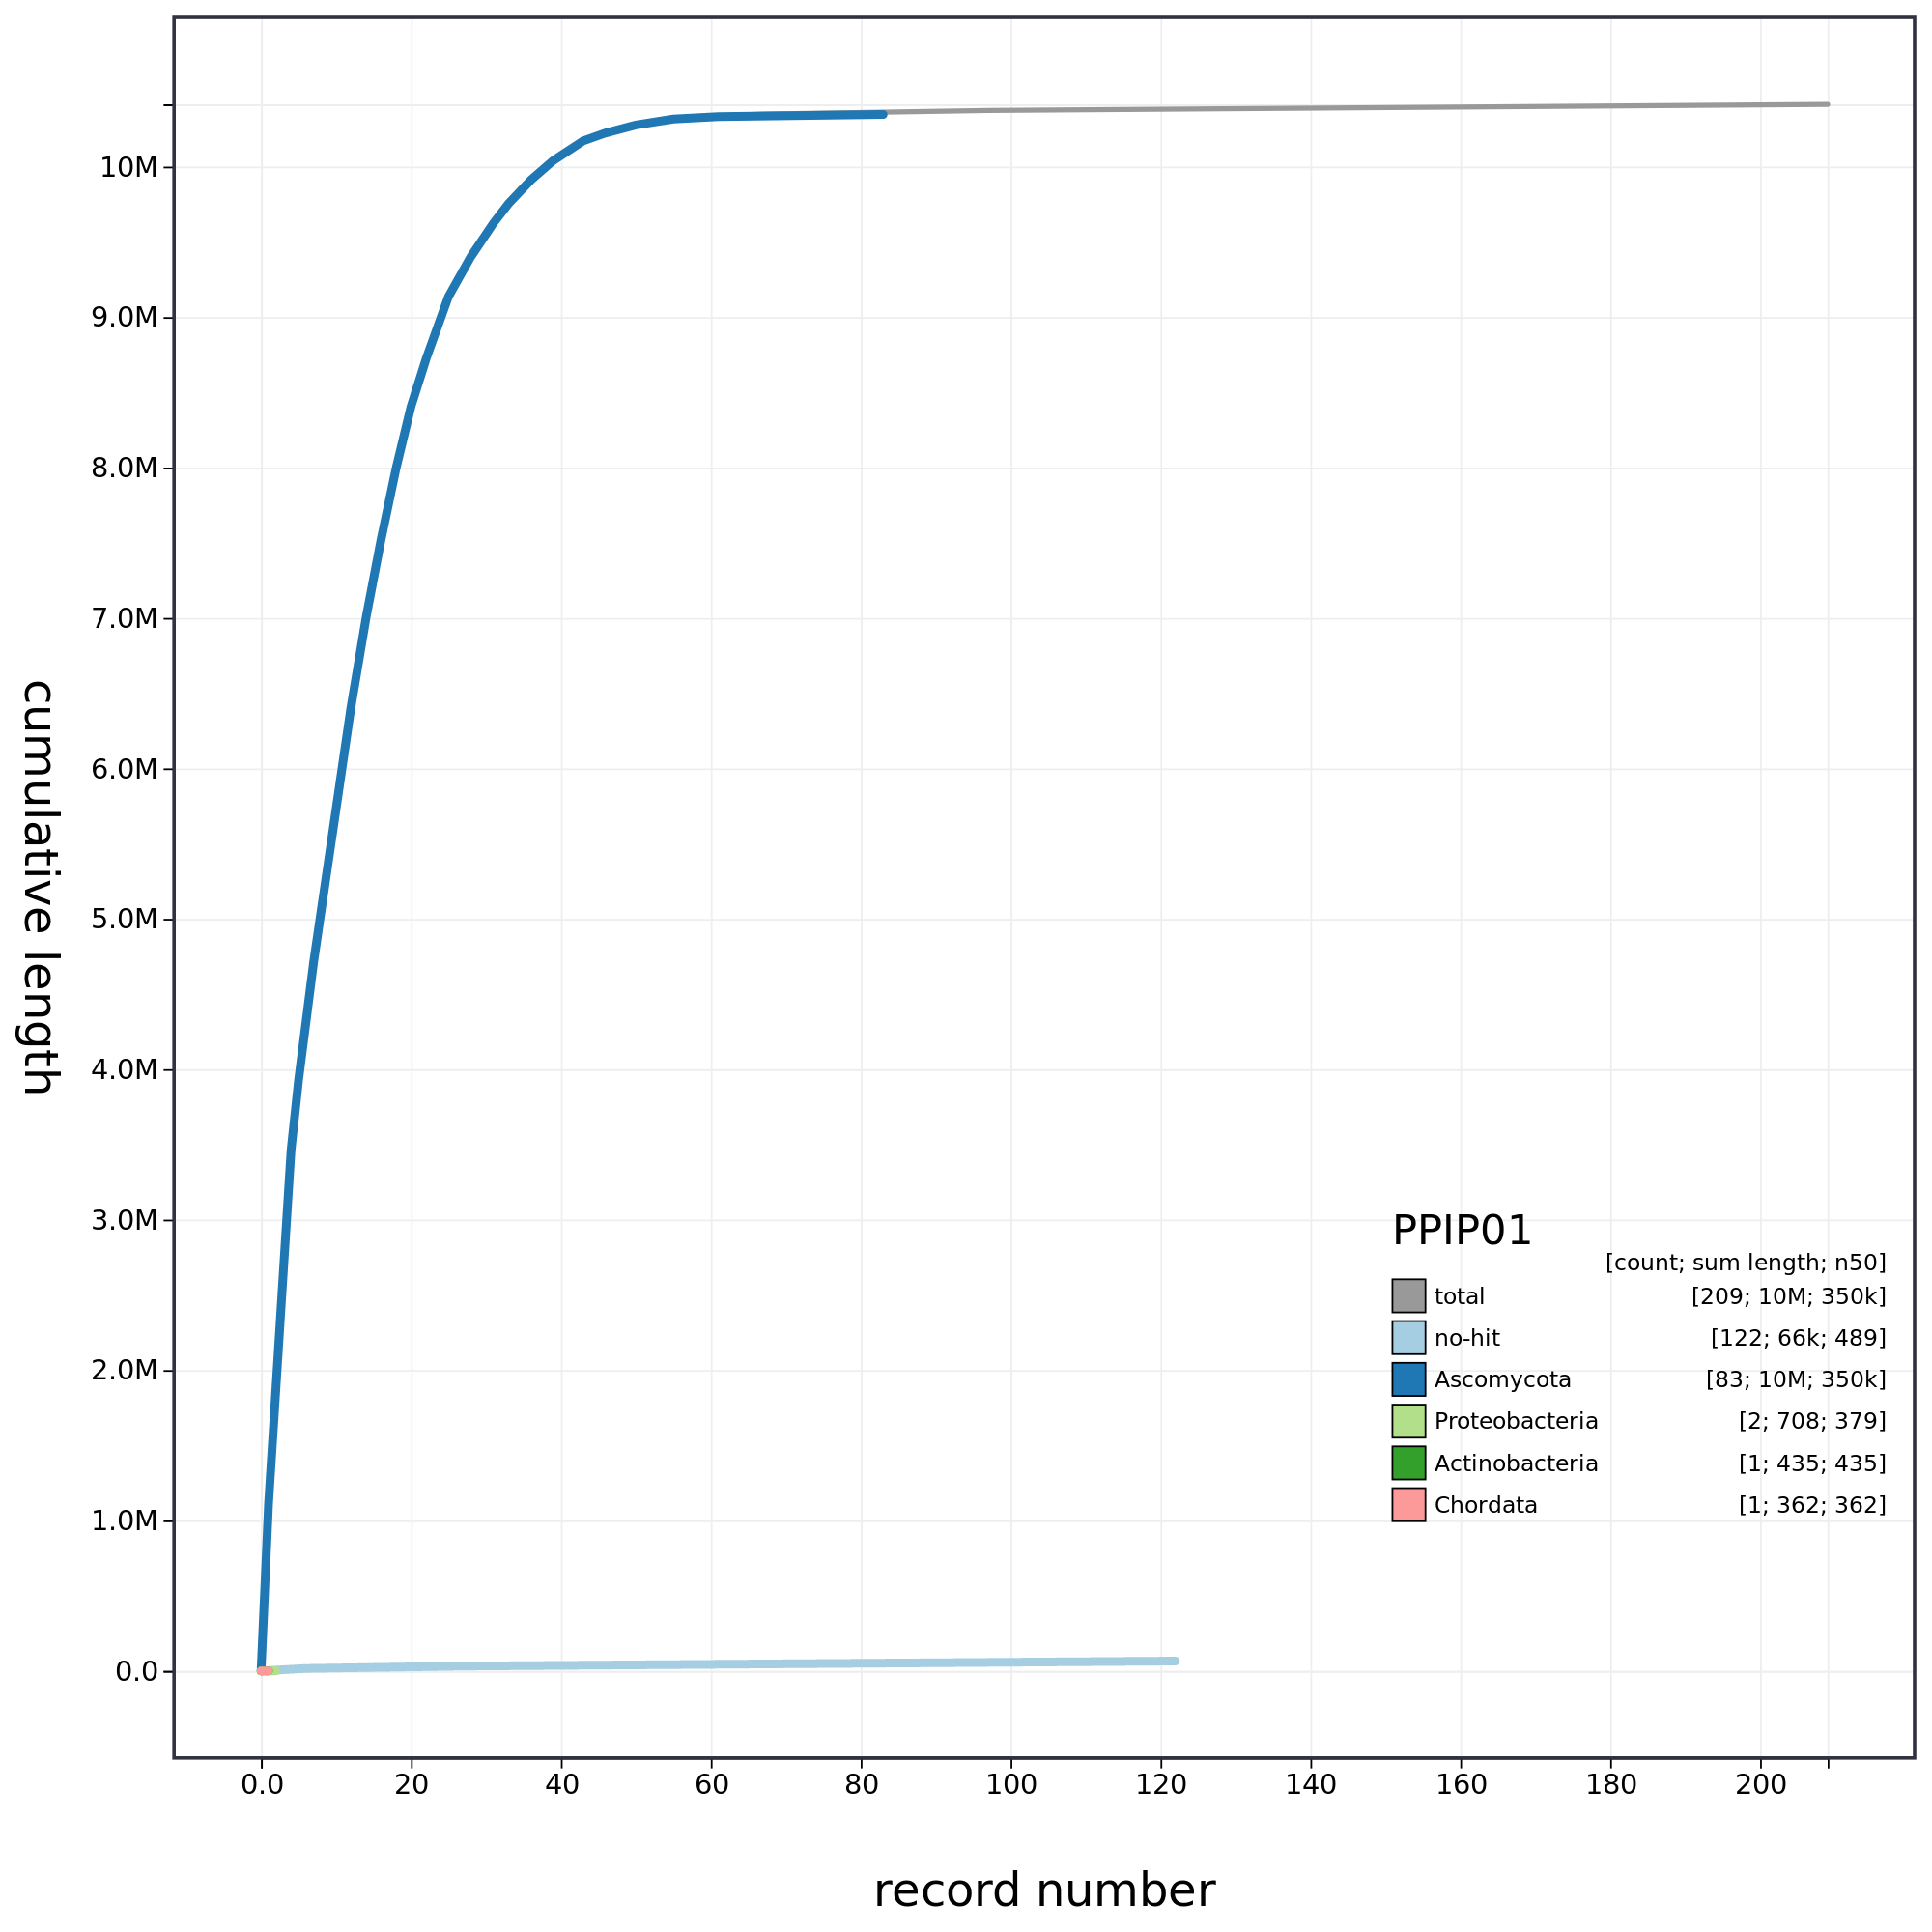 cumulative length
10M
9.0M
8.0M
7.0M
6.0M
5.0M
4.0M
3.0M
2.0M
1.0M
0.0
PPIP01
[count; sum length; n50]
total [209; 10M; 350k]
no-hit [122; 66k; 489]
Ascomycota [83; 10M; 350k]
Proteobacteria [2; 708; 379]
Actinobacteria [1; 435; 435]
Chordata [1; 362; 362]
0.0 20 40 60 80 100 120 140 160 180 200
record number